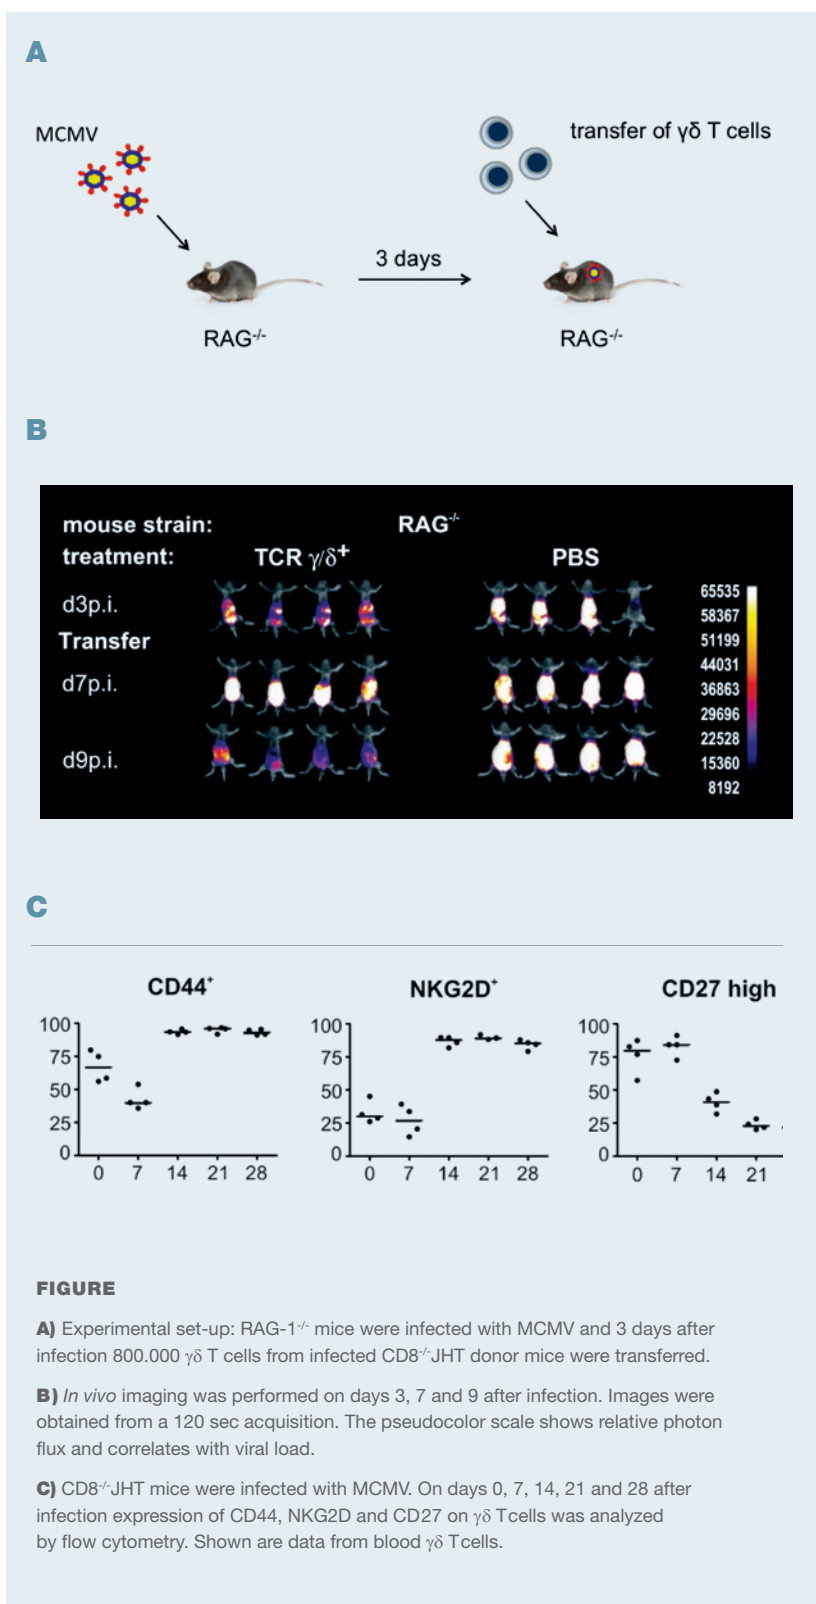 A
MCMV
transfer of γδ T cells
3 days
RAG-/-
RAG-/-
B
mouse strain: RAG-/-
treatment: TCR γ/δ+ PBS
d3p.i.
Transfer
d7p.i.
d9p.i.
65535
58367
51199
44031
36863
29696
22528
15360
8192
C
CD44+
100
75
50
25
0
0 7 14 21 28
NKG2D+
100
75
50
25
0
0 7 14 21 28
CD27 high
100
75
50
25
0
0 7 14 21
FIGURE
A) Experimental set-up: RAG-1-/- mice were infected with MCMV and 3 days after
infection 800.000 γδ T cells from infected CD8-/-JHT donor mice were transferred.
B) In vivo imaging was performed on days 3, 7 and 9 after infection. Images were
obtained from a 120 sec acquisition. The pseudocolor scale shows relative photon
flux and correlates with viral load.
C) CD8-/-JHT mice were infected with MCMV. On days 0, 7, 14, 21 and 28 after
infection expression of CD44, NKG2D and CD27 on γδ Tcells was analyzed
by flow cytometry. Shown are data from blood γδ Tcells.